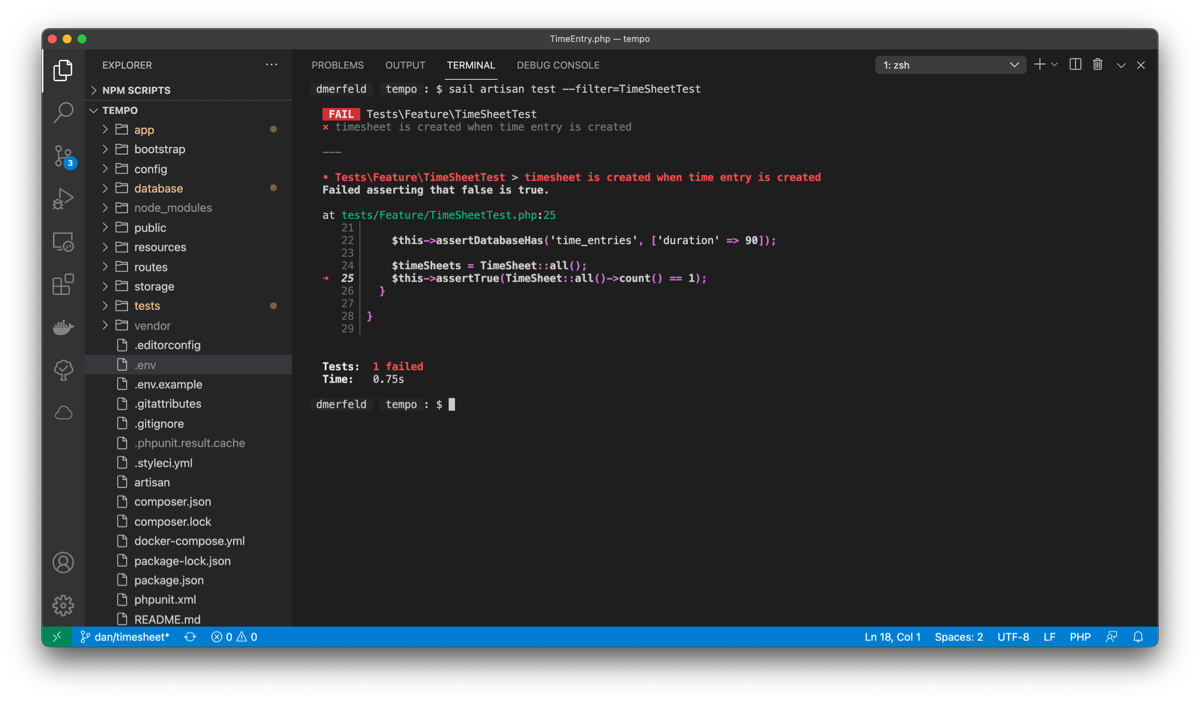 TimeEntry.php — tempo
EXPLORER
NPM SCRIPTS
TEMPO
app
bootstrap
config
database
node_modules
public
resources
routes
storage
tests
vendor
.editorconfig
.env
.env.example
.gitattributes
.gitignore
.phpunit.result.cache
.styleci.yml
artisan
composer.json
composer.lock
docker-compose.yml
package-lock.json
package.json
phpunit.xml
README.md
3
PROBLEMS OUTPUT TERMINAL DEBUG CONSOLE 1: zsh
dmerfeld tempo : $ sail artisan test --filter=TimeSheetTest
FAIL Tests\Feature\TimeSheetTest
⨯ timesheet is created when time entry is created
———
• Tests\Feature\TimeSheetTest > timesheet is created when time entry is created
Failed asserting that false is true.
at tests/Feature/TimeSheetTest.php:25
21
22 $this->assertDatabaseHas('time_entries', ['duration' => 90]);
23
24 $timeSheets = TimeSheet::all();
➜ 25 $this->assertTrue(TimeSheet::all()->count() == 1);
26 }
27
28 }
29
Tests: 1 failed
Time: 0.75s
dmerfeld tempo : $
dan/timesheet* 0 0 Ln 18, Col 1 Spaces: 2 UTF-8 LF PHP